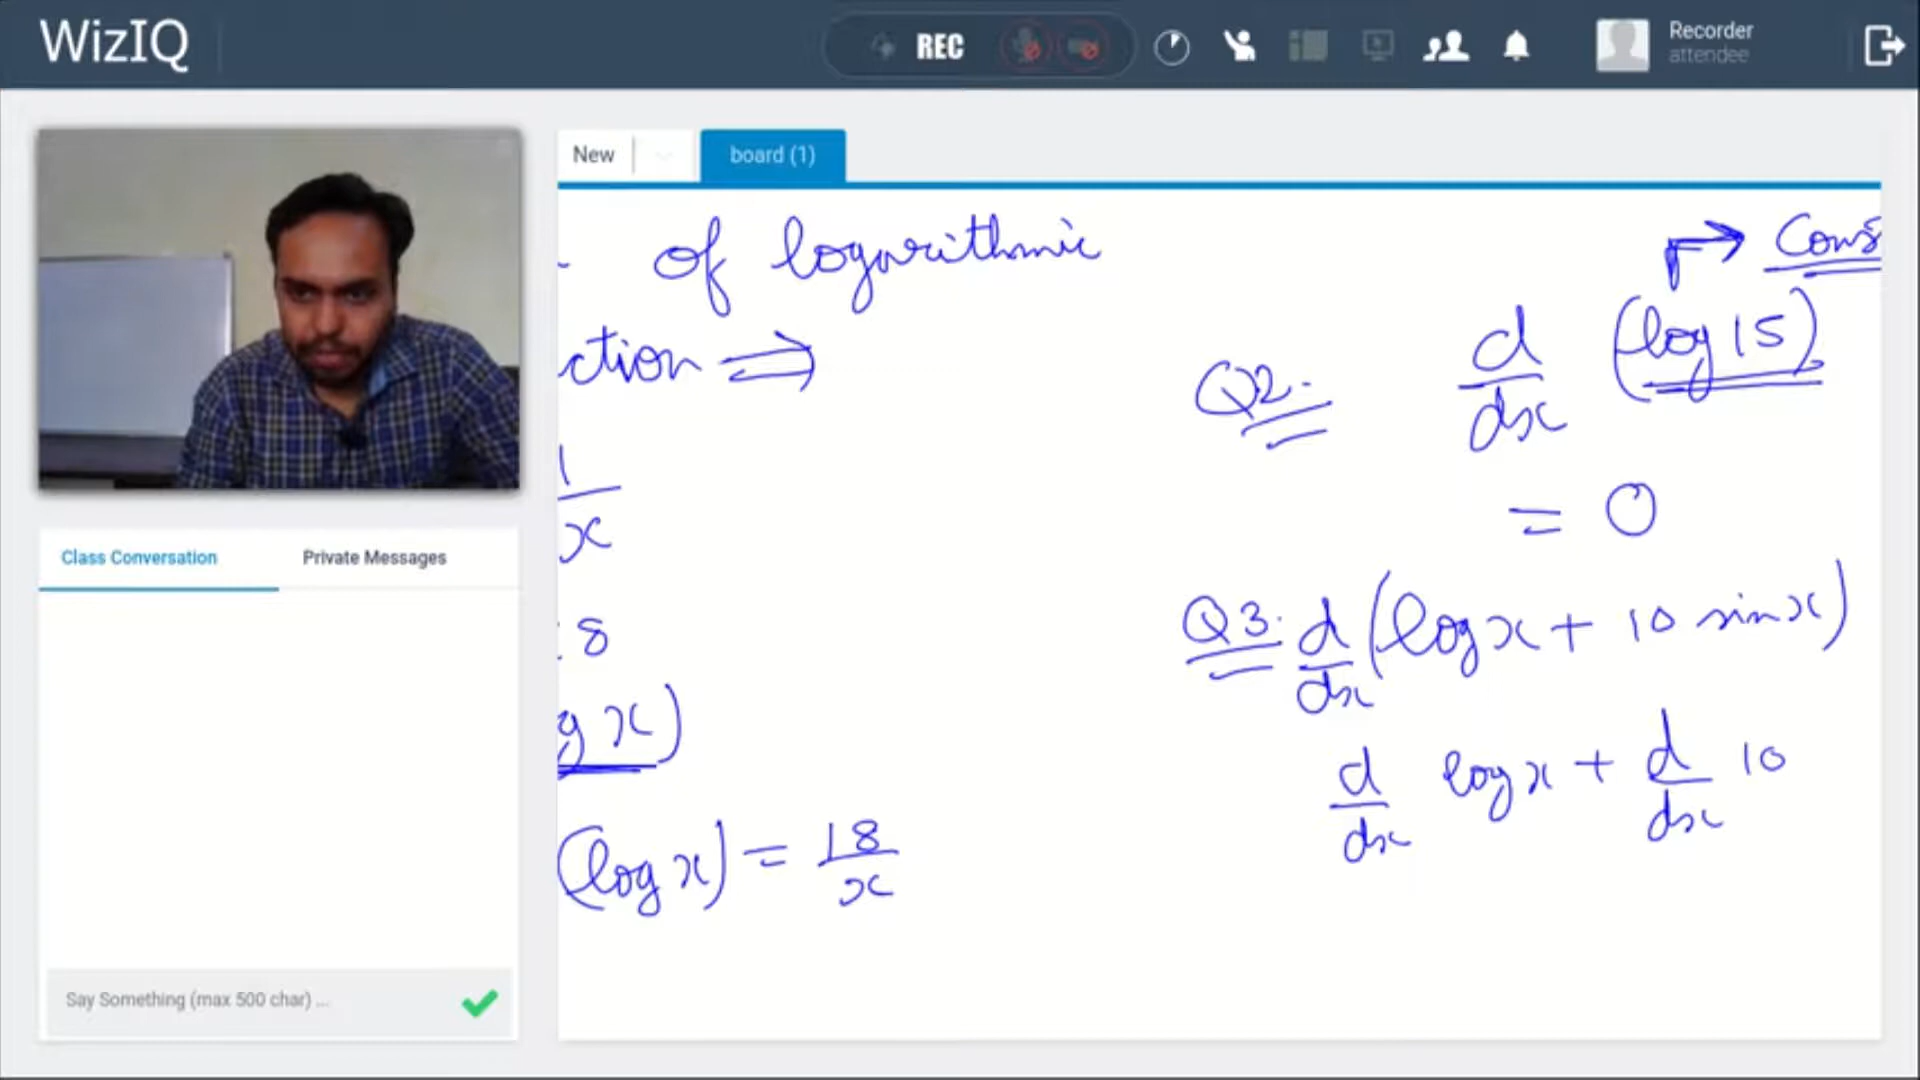 WizIQ
REC
Recorder
attendee
New
board (1)
of logarithmic
ction ⇒
1/x
8
g x)
(log x) = 18/x
→ Cons
Q2. d/dx (log 15)
= 0
Q3. d/dx (log x + 10 sin x)
d/dx log x + d/dx 10
Class Conversation
Private Messages
Say Something (max 500 char) ...